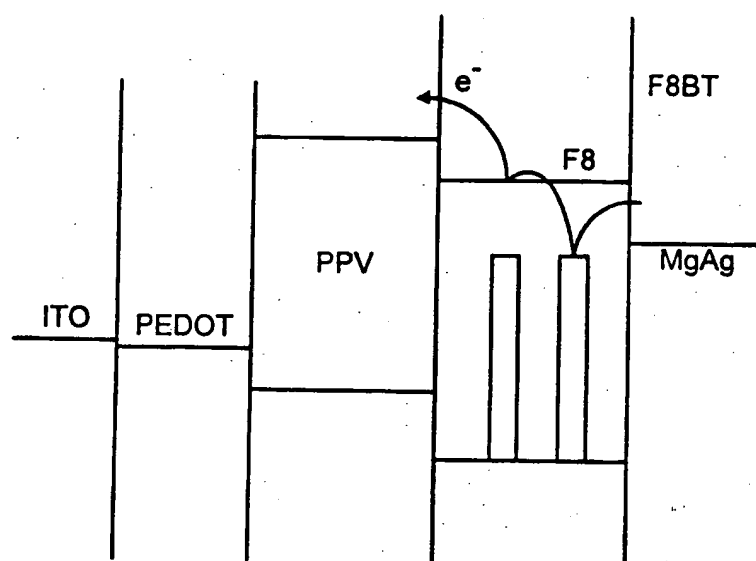 e-
F8BT
F8
PPV
MgAg
ITO
PEDOT